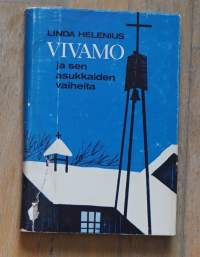 LINDA HELENIUS
VIVAMO
ja sen
asukkaiden
vaiheita